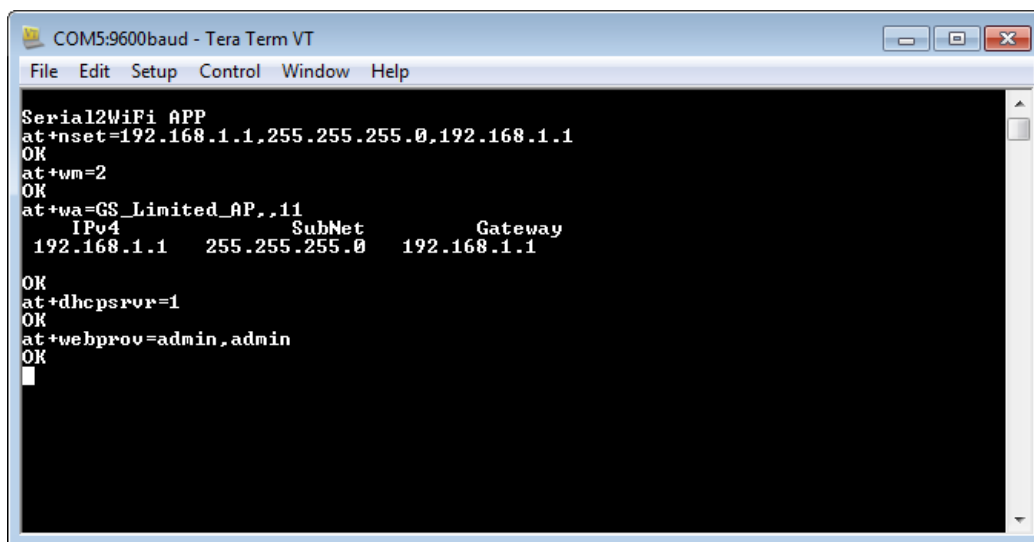 COM5:9600baud - Tera Term VT
File Edit Setup Control Window Help
Serial2WiFi APP
at+nset=192.168.1.1,255.255.255.0,192.168.1.1
OK
at+wm=2
OK
at+wa=GS_Limited_AP,,11
IPv4 SubNet Gateway
192.168.1.1 255.255.255.0 192.168.1.1
OK
at+dhcpsrvr=1
OK
at+webprov=admin,admin
OK